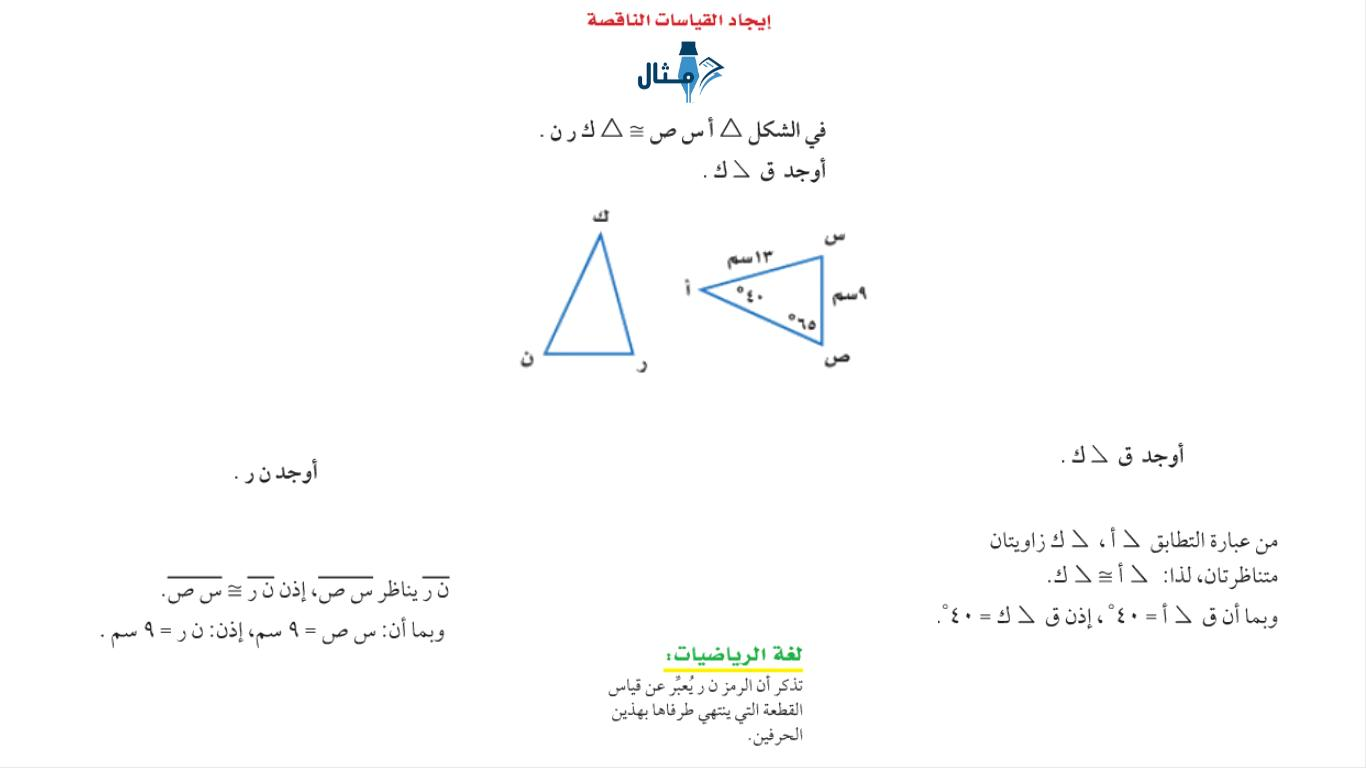 إيجاد القياسات الناقصة
مثال
في الشكل △ أ س ص ≅ △ ك ر ن .
أوجد ق ∠ ك .
ك
ن
ر
س
١٣سم
أ
٤٠°
٩سم
٦٥°
ص
أوجد ق ∠ ك .
من عبارة التطابق ∠ أ ، ∠ ك زاويتان
متناظرتان، لذا: ∠ أ ≅ ∠ ك.
وبما أن ق ∠ أ = ٤٠°، إذن ق ∠ ك = ٤٠°.
أوجد ن ر .
ن ر يناظر س ص، إذن ن ر ≅ س ص.
وبما أن: س ص = ٩ سم، إذن: ن ر = ٩ سم .
لغة الرياضيات:
تذكر أن الرمز ن ر يُعبِّر عن قياس
القطعة التي ينتهي طرفاها بهذين
الحرفين.